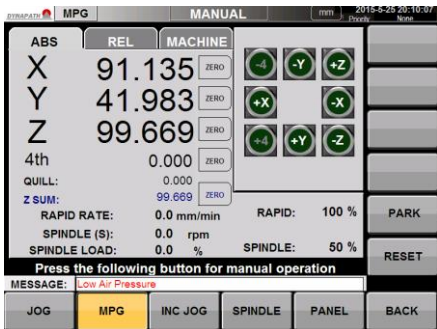 DYNAPATH MPG MANUAL mm 2015-5-25 20:10:07
Priority: None
ABS REL MACHINE
X 91.135 ZERO
Y 41.983 ZERO
Z 99.669 ZERO
4th 0.000 ZERO
QUILL: 0.000
Z SUM: 99.669 ZERO
-4 -Y +Z
+X -X
+4 +Y -Z
RAPID RATE: 0.0 mm/min RAPID: 100 %
SPINDLE (S): 0.0 rpm
SPINDLE LOAD: 0.0 % SPINDLE: 50 %
PARK
RESET
Press the following button for manual operation
MESSAGE: Low Air Pressure
JOG MPG INC JOG SPINDLE PANEL BACK